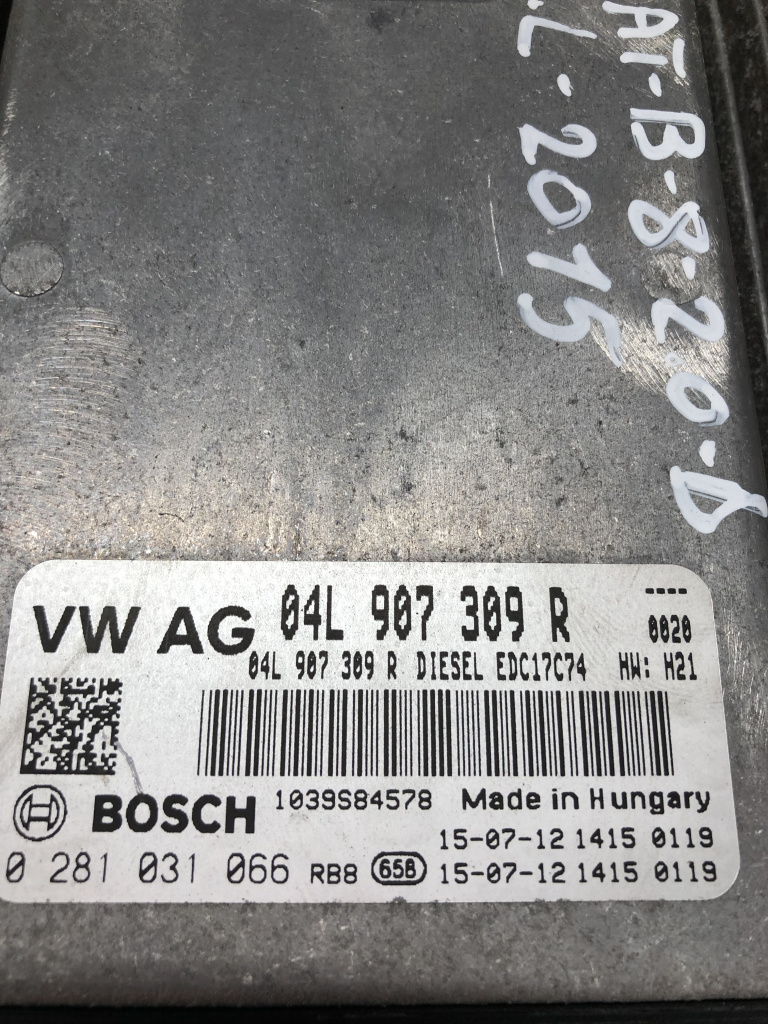 AT-B-8-2.0-D
.L-2015
VW AG 04L 907 309 R ----
0020
04L 907 309 R DIESEL EDC17C74 HW: H21
BOSCH 1039S84578 Made in Hungary
15-07-12 1415 0119
0 281 031 066 RB8 658 15-07-12 1415 0119